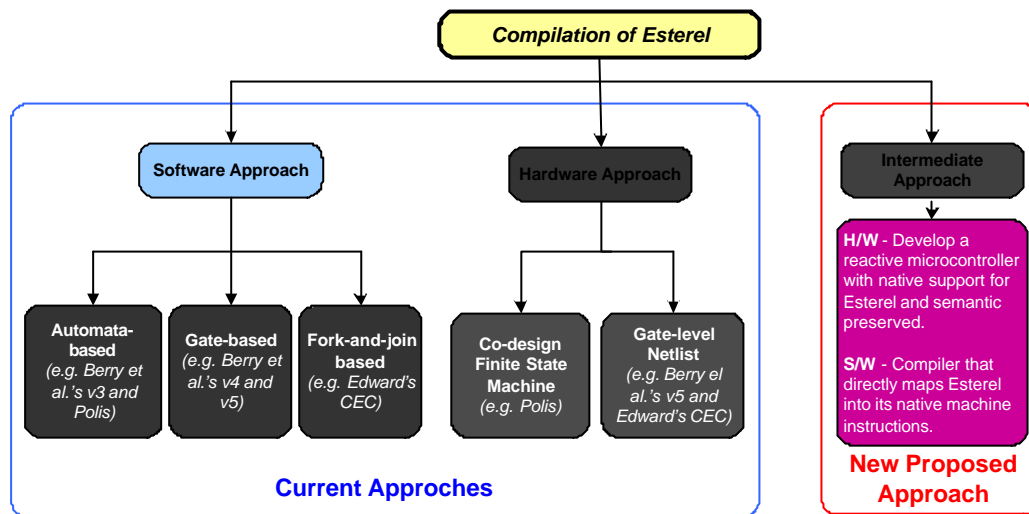 Compilation of Esterel
Software Approach
Hardware Approach
Intermediate
Approach
Automata-
based
(e.g. Berry et
al.'s v3 and
Polis)
Gate-based
(e.g. Berry et
al.'s v4 and
v5)
Fork-and-join
based
(e.g. Edward's
CEC)
Co-design
Finite State
Machine
(e.g. Polis)
Gate-level
Netlist
(e.g. Berry el
al.'s v5 and
Edward's CEC)
H/W - Develop a
reactive microcontroller
with native support for
Esterel and semantic
preserved.
S/W - Compiler that
directly maps Esterel
into its native machine
instructions.
Current Approches
New Proposed
Approach